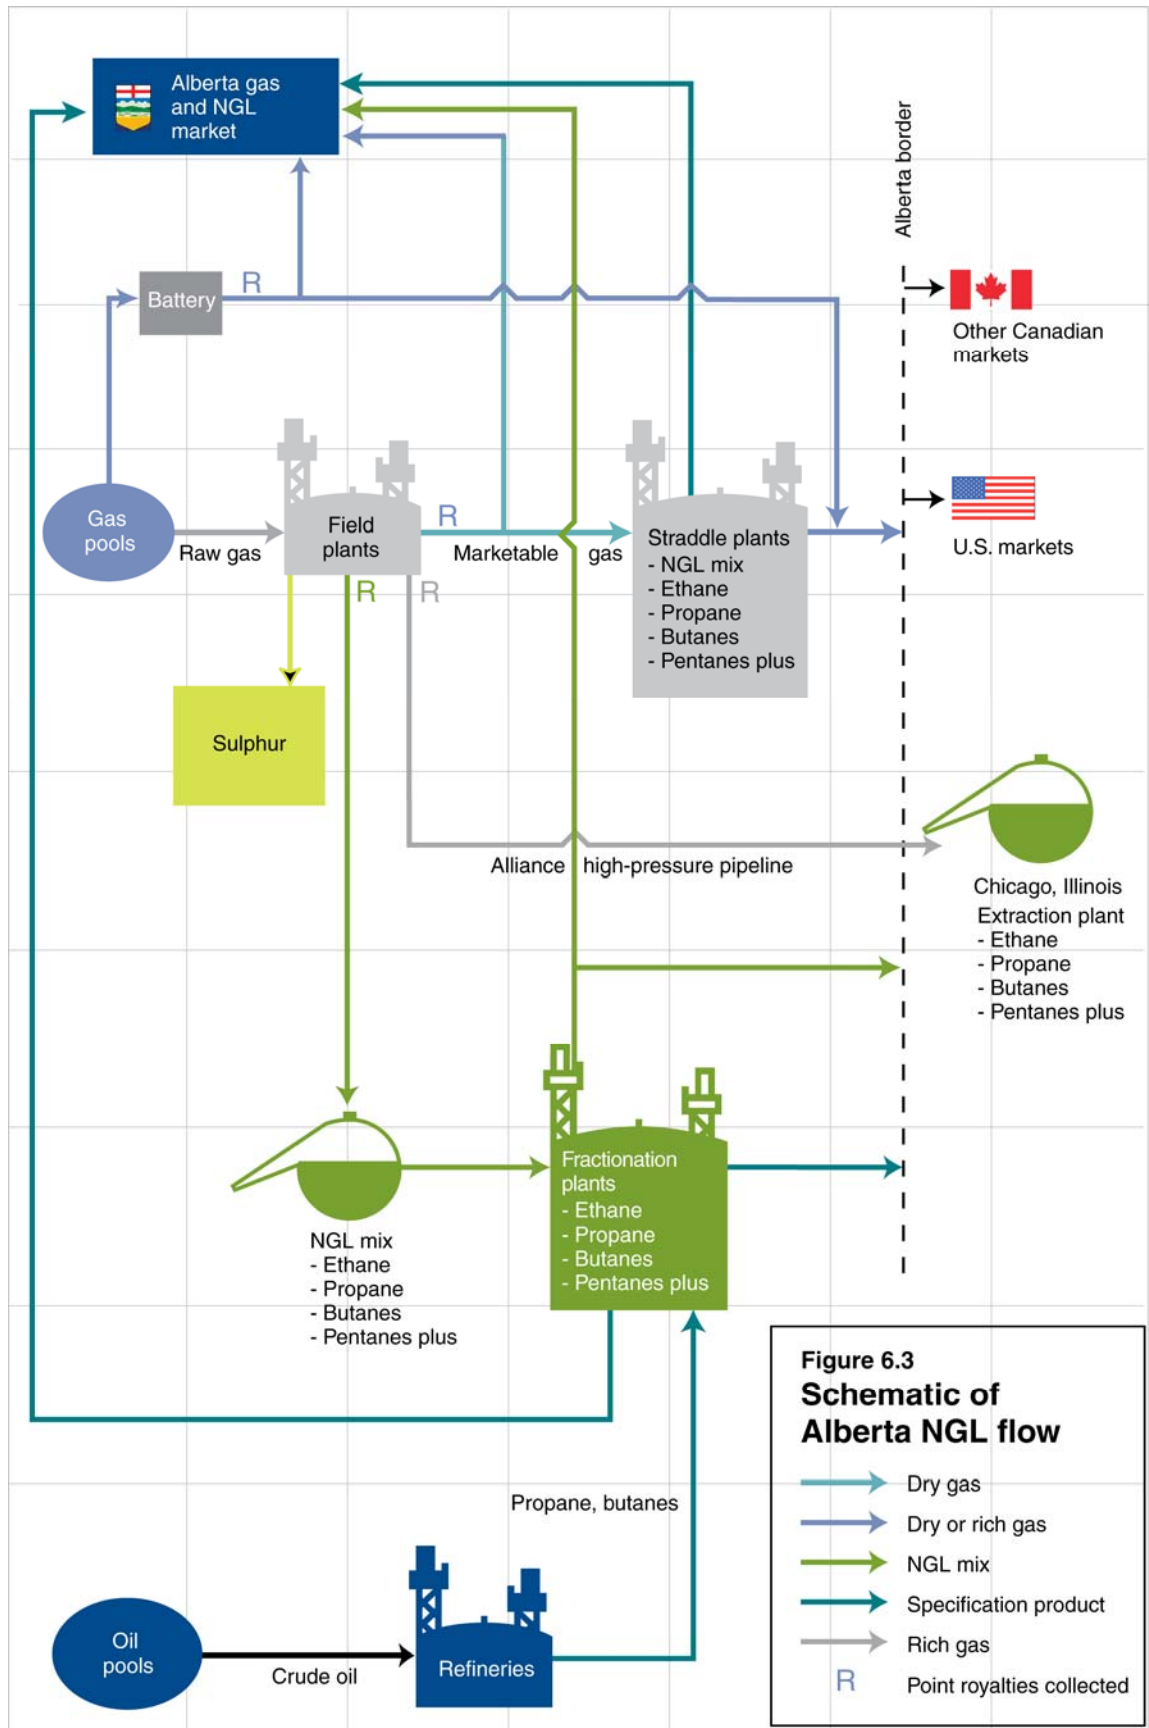 Alberta gas
and NGL
market
Alberta border
Battery
R
Other Canadian
markets
Gas
pools
Raw gas
Field
plants
R
Marketable gas
Straddle plants
- NGL mix
- Ethane
- Propane
- Butanes
- Pentanes plus
U.S. markets
R
R
Sulphur
Alliance high-pressure pipeline
Chicago, Illinois
Extraction plant
- Ethane
- Propane
- Butanes
- Pentanes plus
NGL mix
- Ethane
- Propane
- Butanes
- Pentanes plus
Fractionation
plants
- Ethane
- Propane
- Butanes
- Pentanes plus
Propane, butanes
Oil
pools
Crude oil
Refineries
Figure 6.3
Schematic of
Alberta NGL flow
Dry gas
Dry or rich gas
NGL mix
Specification product
Rich gas
R Point royalties collected